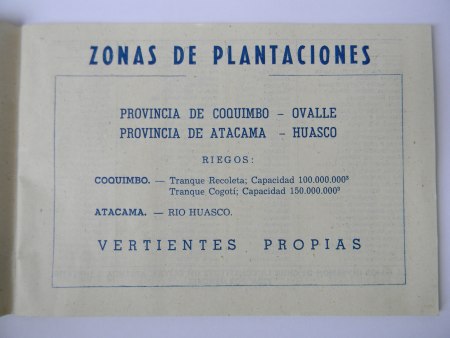 ZONAS DE PLANTACIONES
PROVINCIA DE COQUIMBO - OVALLE
PROVINCIA DE ATACAMA - HUASCO
RIEGOS:
COQUIMBO. — Tranque Recoleta; Capacidad 100.000.000³
Tranque Cogotí; Capacidad 150.000.000³
ATACAMA. — RIO HUASCO.
VERTIENTES PROPIAS